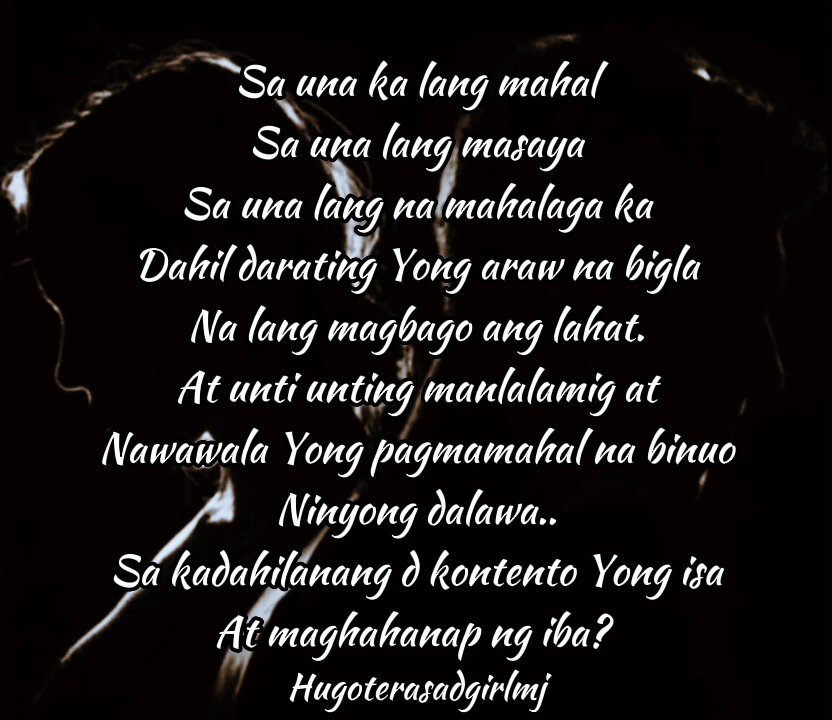 Sa una ka lang mahal
Sa una lang masaya
Sa una lang na mahalaga ka
Dahil darating Yong araw na bigla
Na lang magbago ang lahat.
At unti unting manlalamig at
Nawawala Yong pagmamahal na binuo
Ninyong dalawa..
Sa kadahilanang d kontento Yong isa
At maghahanap ng iba?
Hugoterasadgirlmj